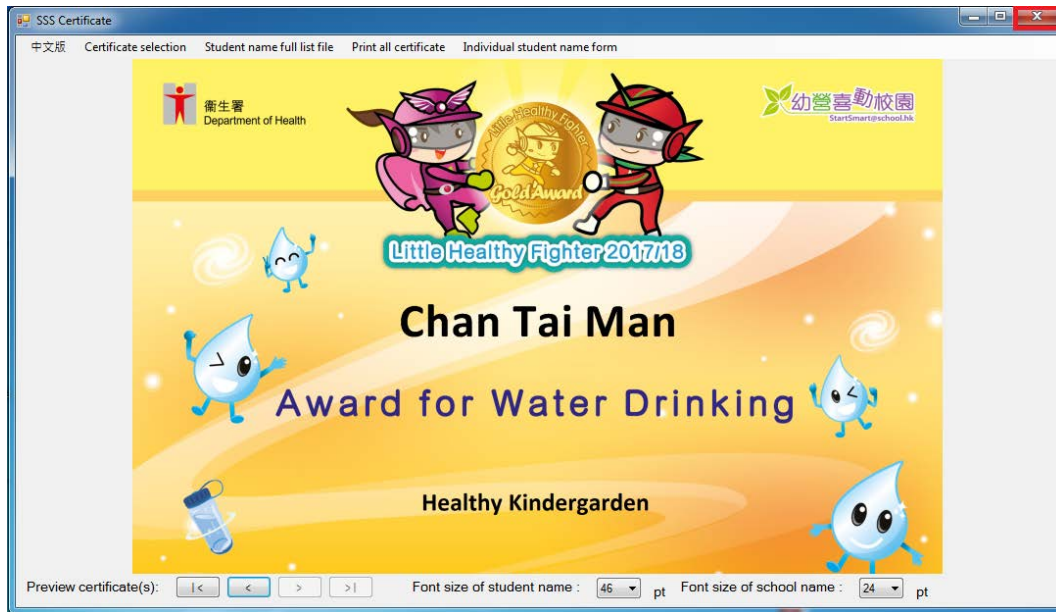 SSS Certificate
中文版 Certificate selection Student name full list file Print all certificate Individual student name form
衞生署
Department of Health
Little Healthy Fighter
Gold Award
幼營喜動校園
StartSmart@school.hk
Little Healthy Fighter 2017/18
Chan Tai Man
Award for Water Drinking
Healthy Kindergarden
Preview certificate(s): |< < > >| Font size of student name : 46 pt Font size of school name : 24 pt